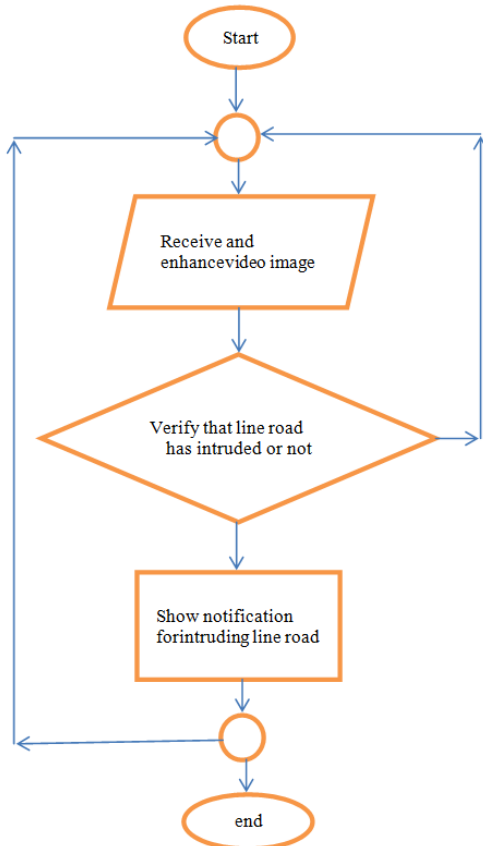 Start
Receive and
enhancevideo image
Verify that line road
has intruded or not
Show notification
forintruding line road
end